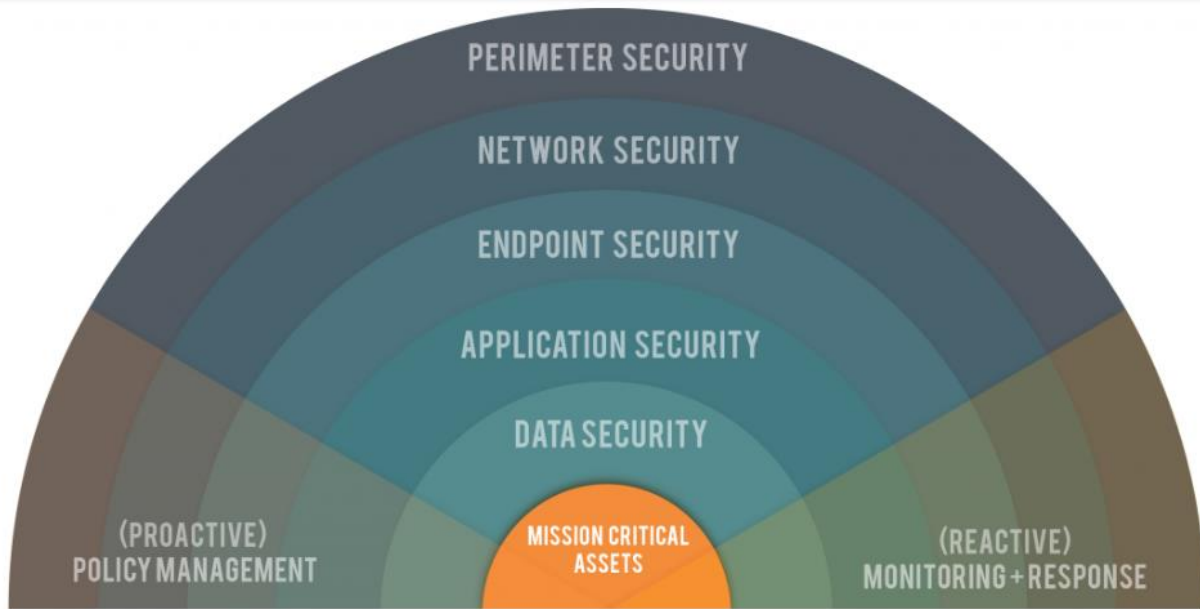 PERIMETER SECURITY
NETWORK SECURITY
ENDPOINT SECURITY
APPLICATION SECURITY
DATA SECURITY
MISSION CRITICAL
ASSETS
(PROACTIVE)
POLICY MANAGEMENT
(REACTIVE)
MONITORING + RESPONSE